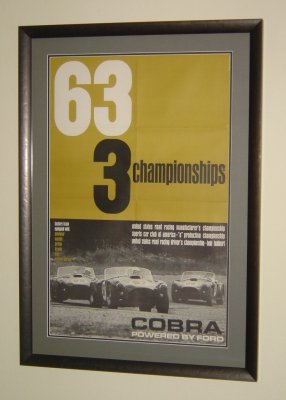 63
3 championships
united states road racing manufacturer's championship
sports car club of america - "a" production championship
united states road racing driver's championship - bob holbert
COBRA
POWERED BY FORD